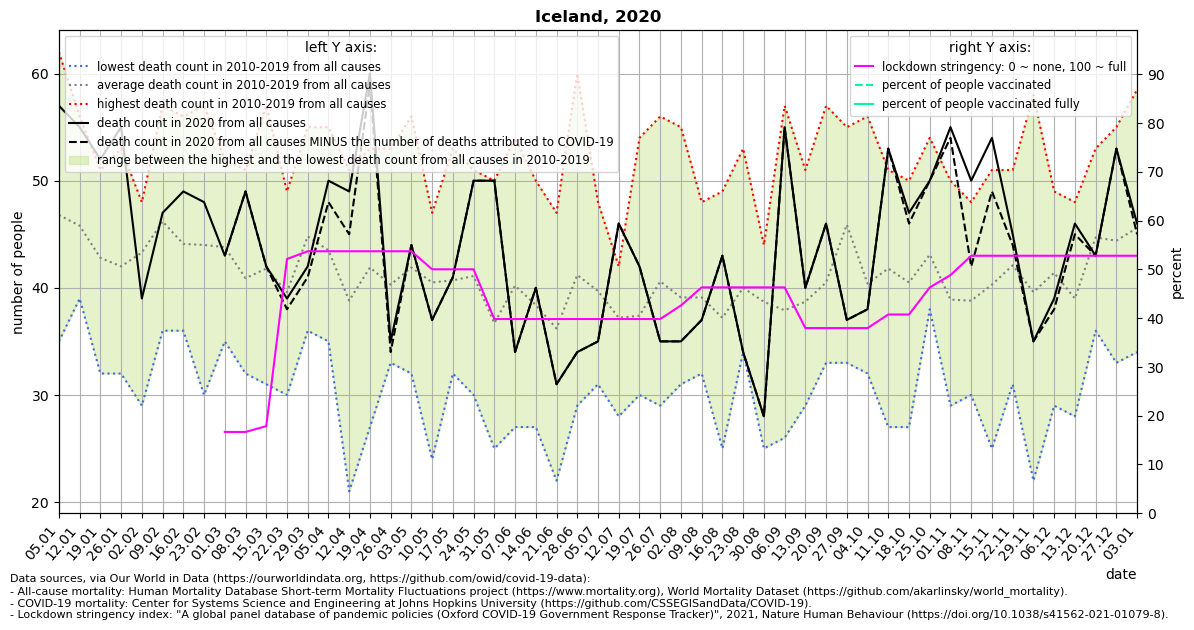 Iceland, 2020
left Y axis:
lowest death count in 2010-2019 from all causes
average death count in 2010-2019 from all causes
highest death count in 2010-2019 from all causes
death count in 2020 from all causes
death count in 2020 from all causes MINUS the number of deaths attributed to COVID-19
range between the highest and the lowest death count from all causes in 2010-2019
right Y axis:
lockdown stringency: 0 ~ none, 100 ~ full
percent of people vaccinated
percent of people vaccinated fully
number of people
60
50
40
30
20
percent
90
80
70
60
50
40
30
20
10
0
05.01 12.01 19.01 26.01 02.02 09.02 16.02 23.02 01.03 08.03 15.03 22.03 29.03 05.04 12.04 19.04 26.04 03.05 10.05 17.05 24.05 31.05 07.06 14.06 21.06 28.06 05.07 12.07 19.07 26.07 02.08 09.08 16.08 23.08 30.08 06.09 13.09 20.09 27.09 04.10 11.10 18.10 25.10 01.11 08.11 15.11 22.11 29.11 06.12 13.12 20.12 27.12 03.01
date
Data sources, via Our World in Data (https://ourworldindata.org, https://github.com/owid/covid-19-data):
- All-cause mortality: Human Mortality Database Short-term Mortality Fluctuations project (https://www.mortality.org), World Mortality Dataset (https://github.com/akarlinsky/world_mortality).
- COVID-19 mortality: Center for Systems Science and Engineering at Johns Hopkins University (https://github.com/CSSEGISandData/COVID-19).
- Lockdown stringency index: "A global panel database of pandemic policies (Oxford COVID-19 Government Response Tracker)", 2021, Nature Human Behaviour (https://doi.org/10.1038/s41562-021-01079-8).